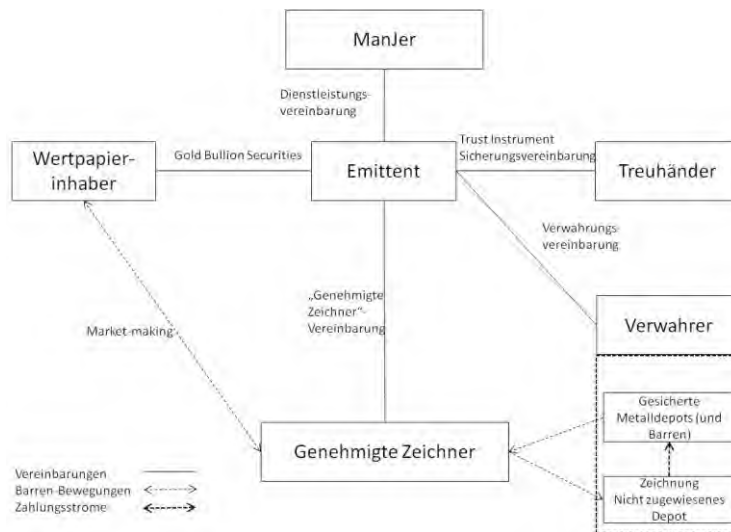 ManJer
Dienstleistungs-
vereinbarung
Wertpapier-
inhaber
Gold Bullion Securities
Emittent
Trust Instrument
Sicherungsvereinbarung
Treuhänder
Verwahrungs-
vereinbarung
„Genehmigte
Zeichner"-
Vereinbarung
Market-making
Verwahrer
Gesicherte
Metalldepots (und
Barren)
Genehmigte Zeichner
Zeichnung
Nicht zugewiesenes
Depot
Vereinbarungen
Barren-Bewegungen
Zahlungsströme